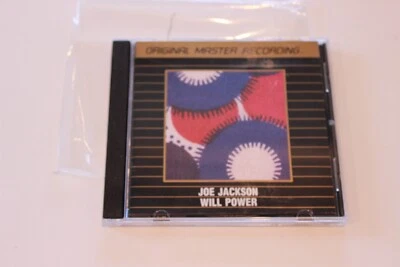 ORIGINAL MASTER RECORDING
JOE JACKSON
WILL POWER